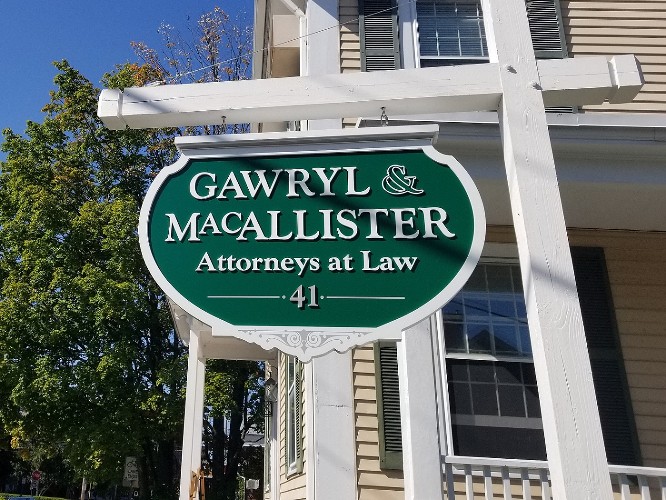 GAWRYL &
MACALLISTER
Attorneys at Law
41